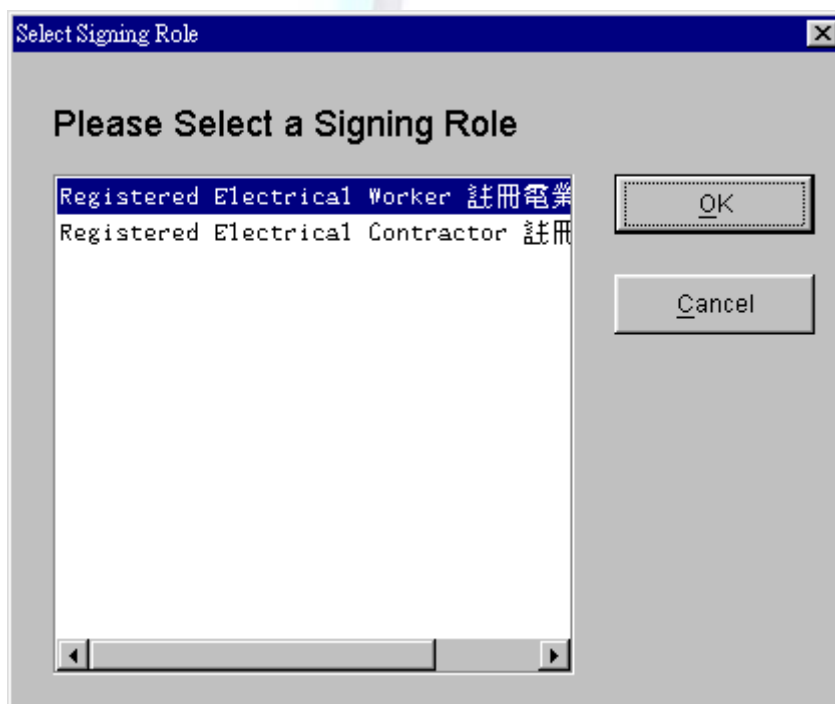 Select Signing Role
Please Select a Signing Role
Registered Electrical Worker 註冊電業
Registered Electrical Contractor 註冊
OK
Cancel